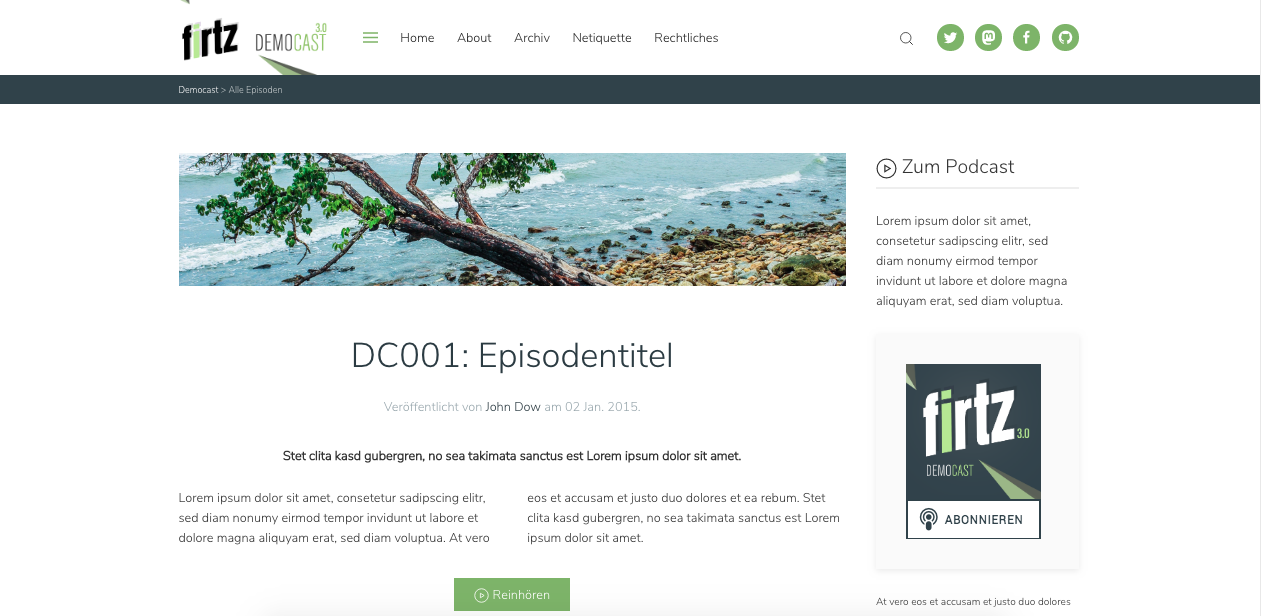 firtz DEMOCAST 3.0
Home About Archiv Netiquette Rechtliches
Democast > Alle Episoden
DC001: Episodentitel
Veröffentlicht von John Dow am 02 Jan. 2015.
Stet clita kasd gubergren, no sea takimata sanctus est Lorem ipsum dolor sit amet.
Lorem ipsum dolor sit amet, consetetur sadipscing elitr,
sed diam nonumy eirmod tempor invidunt ut labore et
dolore magna aliquyam erat, sed diam voluptua. At vero
eos et accusam et justo duo dolores et ea rebum. Stet
clita kasd gubergren, no sea takimata sanctus est Lorem
ipsum dolor sit amet.
Reinhören
Zum Podcast
Lorem ipsum dolor sit amet,
consetetur sadipscing elitr, sed
diam nonumy eirmod tempor
invidunt ut labore et dolore magna
aliquyam erat, sed diam voluptua.
firtz 3.0
DEMOCAST
ABONNIEREN
At vero eos et accusam et justo duo dolores